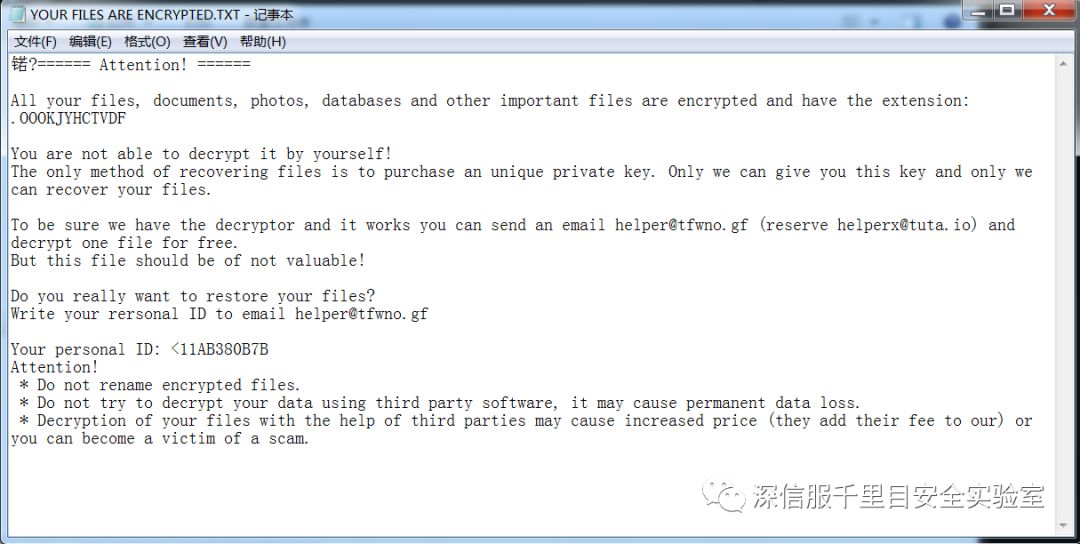 YOUR FILES ARE ENCRYPTED.TXT - 记事本
文件(F) 编辑(E) 格式(O) 查看(V) 帮助(H)
锘?====== Attention! ======
All your files, documents, photos, databases and other important files are encrypted and have the extension:
.OOOKJYHCTVDF
You are not able to decrypt it by yourself!
The only method of recovering files is to purchase an unique private key. Only we can give you this key and only we
can recover your files.
To be sure we have the decryptor and it works you can send an email helper@tfwno.gf (reserve helperx@tuta.io) and
decrypt one file for free.
But this file should be of not valuable!
Do you really want to restore your files?
Write your rersonal ID to email helper@tfwno.gf
Your personal ID: <11AB380B7B
Attention!
* Do not rename encrypted files.
* Do not try to decrypt your data using third party software, it may cause permanent data loss.
* Decryption of your files with the help of third parties may cause increased price (they add their fee to our) or
you can become a victim of a scam.
深信服千里目安全实验室